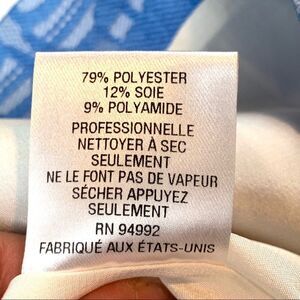 79% POLYESTER
12% SOIE
9% POLYAMIDE
PROFESSIONNELLE
NETTOYER À SEC
SEULEMENT
NE LE FONT PAS DE VAPEUR
SÉCHER APPUYEZ
SEULEMENT
RN 94992
FABRIQUÉ AUX ÉTATS-UNIS